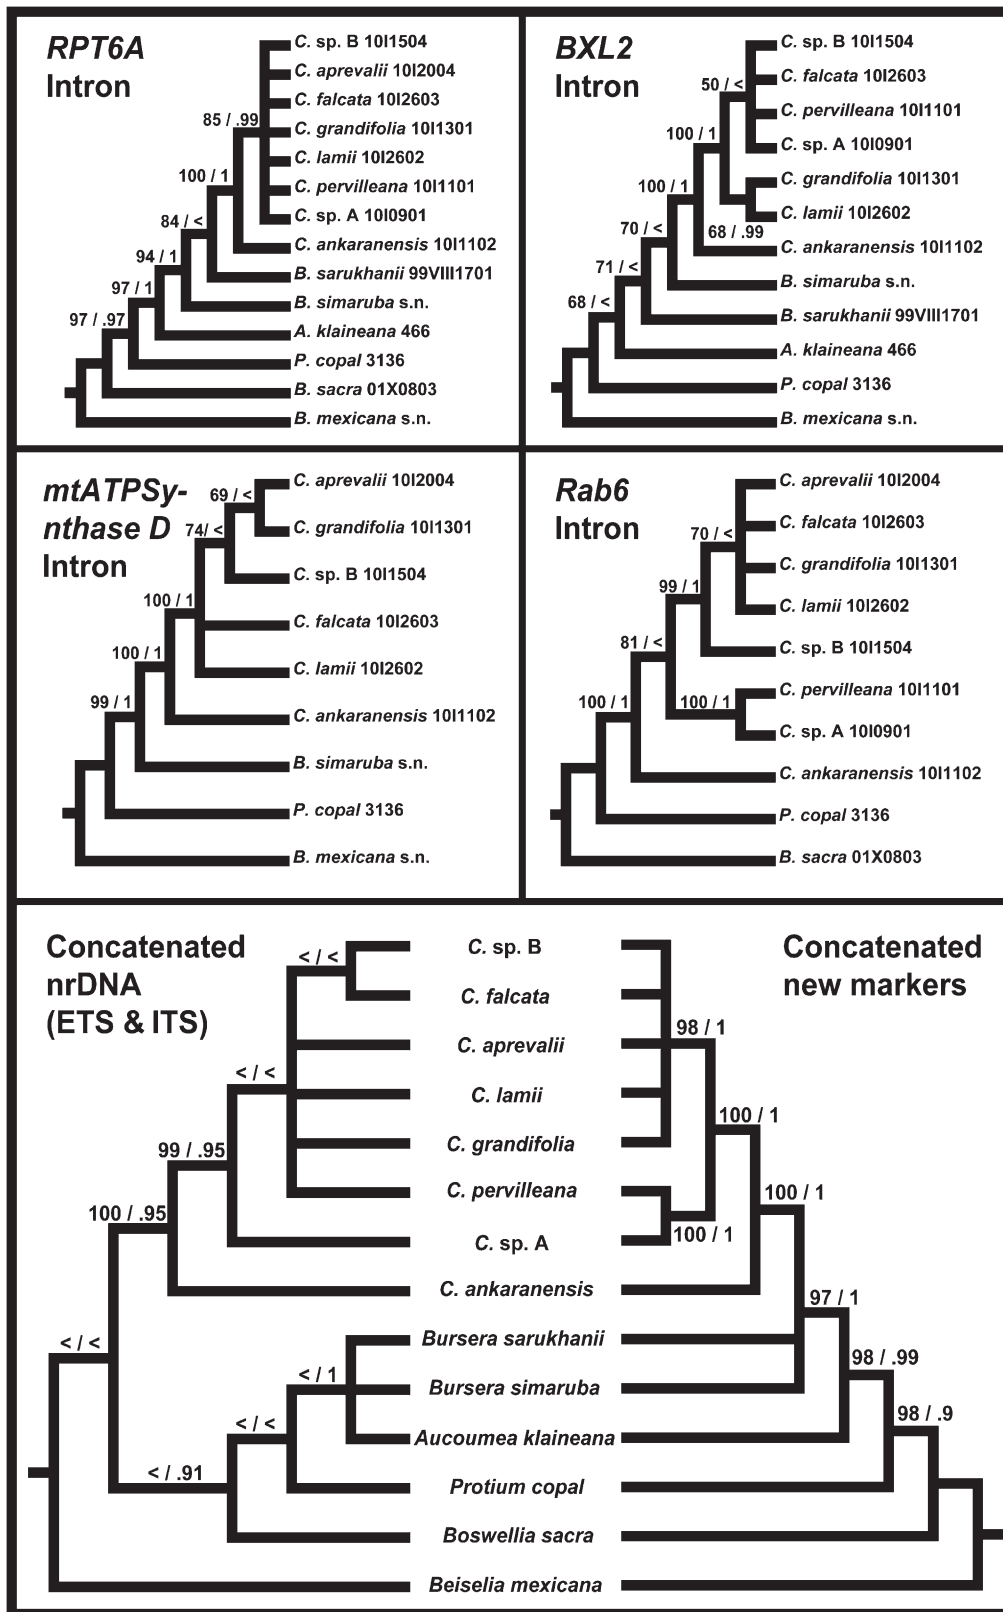 RPT6A
Intron
85 / .99
100 / 1
84 / <
94 / 1
97 / 1
97 / .97
C. sp. B 10I1504
C. aprevalii 10I2004
C. falcata 10I2603
C. grandifolia 10I1301
C. lamii 10I2602
C. pervilleana 10I1101
C. sp. A 10I0901
C. ankaranensis 10I1102
B. sarukhanii 99VIII1701
B. simaruba s.n.
A. klaineana 466
P. copal 3136
B. sacra 01X0803
B. mexicana s.n.
BXL2
Intron
50 / <
100 / 1
100 / 1
68 / .99
70 / <
71 / <
68 / <
C. sp. B 10I1504
C. falcata 10I2603
C. pervilleana 10I1101
C. sp. A 10I0901
C. grandifolia 10I1301
C. lamii 10I2602
C. ankaranensis 10I1102
B. simaruba s.n.
B. sarukhanii 99VIII1701
A. klaineana 466
P. copal 3136
B. mexicana s.n.
mtATPSy-
nthase D
Intron
69 / <
74/ <
100 / 1
100 / 1
99 / 1
C. aprevalii 10I2004
C. grandifolia 10I1301
C. sp. B 10I1504
C. falcata 10I2603
C. lamii 10I2602
C. ankaranensis 10I1102
B. simaruba s.n.
P. copal 3136
B. mexicana s.n.
Rab6
Intron
70 / <
99 / 1
81 / <
100 / 1
100 / 1
C. aprevalii 10I2004
C. falcata 10I2603
C. grandifolia 10I1301
C. lamii 10I2602
C. sp. B 10I1504
C. pervilleana 10I1101
C. sp. A 10I0901
C. ankaranensis 10I1102
P. copal 3136
B. sacra 01X0803
Concatenated
nrDNA
(ETS & ITS)
< / <
< / <
99 / .95
100 / .95
< / <
< / 1
< / <
< / .91
C. sp. B
C. falcata
C. aprevalii
C. lamii
C. grandifolia
C. pervilleana
C. sp. A
C. ankaranensis
Bursera sarukhanii
Bursera simaruba
Aucoumea klaineana
Protium copal
Boswellia sacra
Beiselia mexicana
Concatenated
new markers
98 / 1
100 / 1
100 / 1
100 / 1
97 / 1
98 / .99
98 / .9